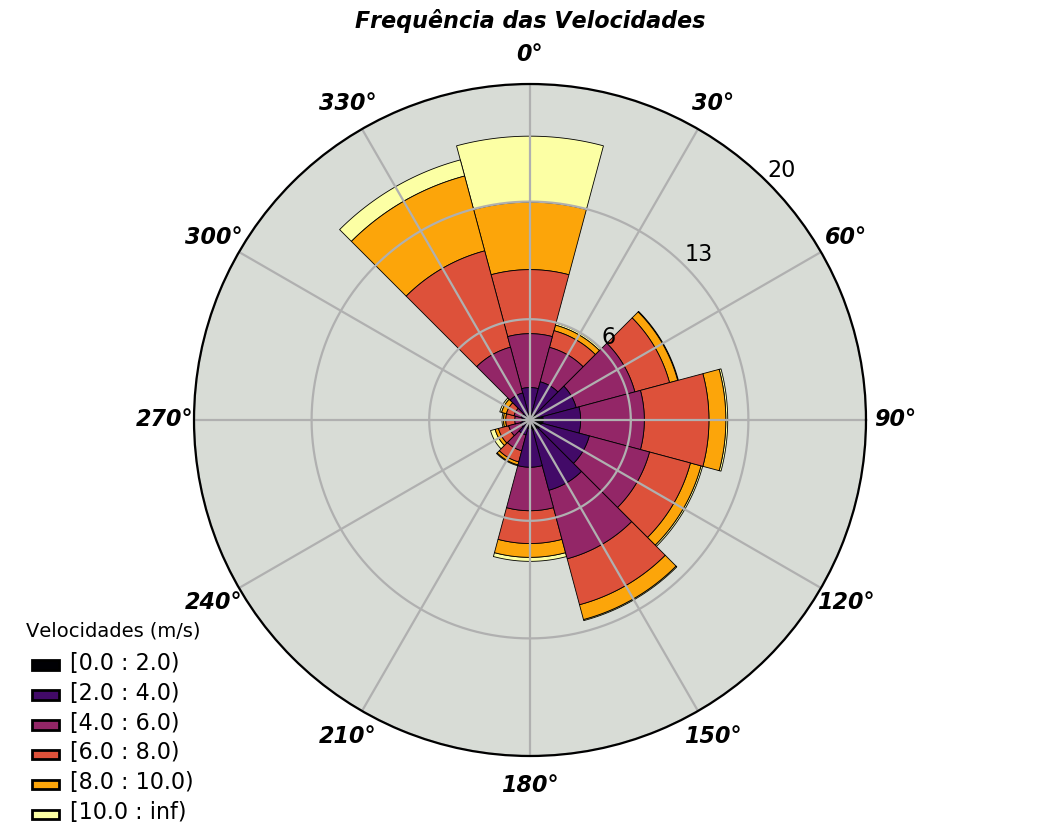 Frequência das Velocidades
0°
330°
30°
20
300°
60°
13
6
270°
90°
240°
120°
210°
150°
180°
Velocidades (m/s)
[0.0 : 2.0)
[2.0 : 4.0)
[4.0 : 6.0)
[6.0 : 8.0)
[8.0 : 10.0)
[10.0 : inf)